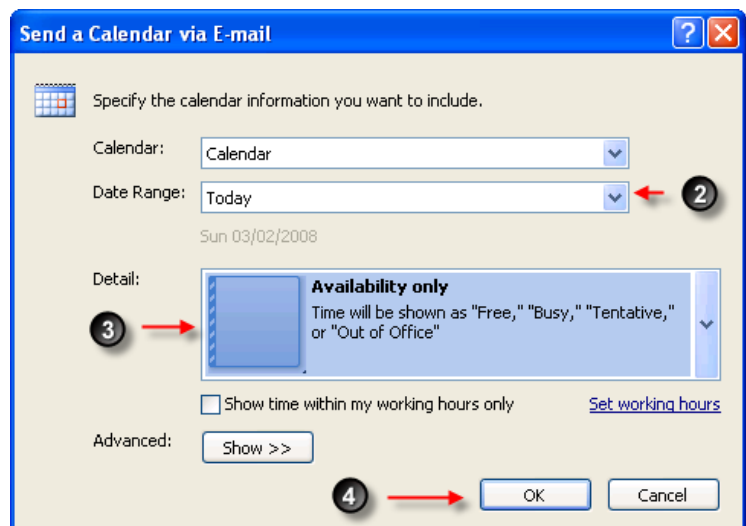 Send a Calendar via E-mail
Specify the calendar information you want to include.
Calendar: Calendar
Date Range: Today
2
Sun 03/02/2008
Detail: Availability only
Time will be shown as "Free," "Busy," "Tentative,"
or "Out of Office"
3
Show time within my working hours only Set working hours
Advanced: Show >>
4 OK Cancel